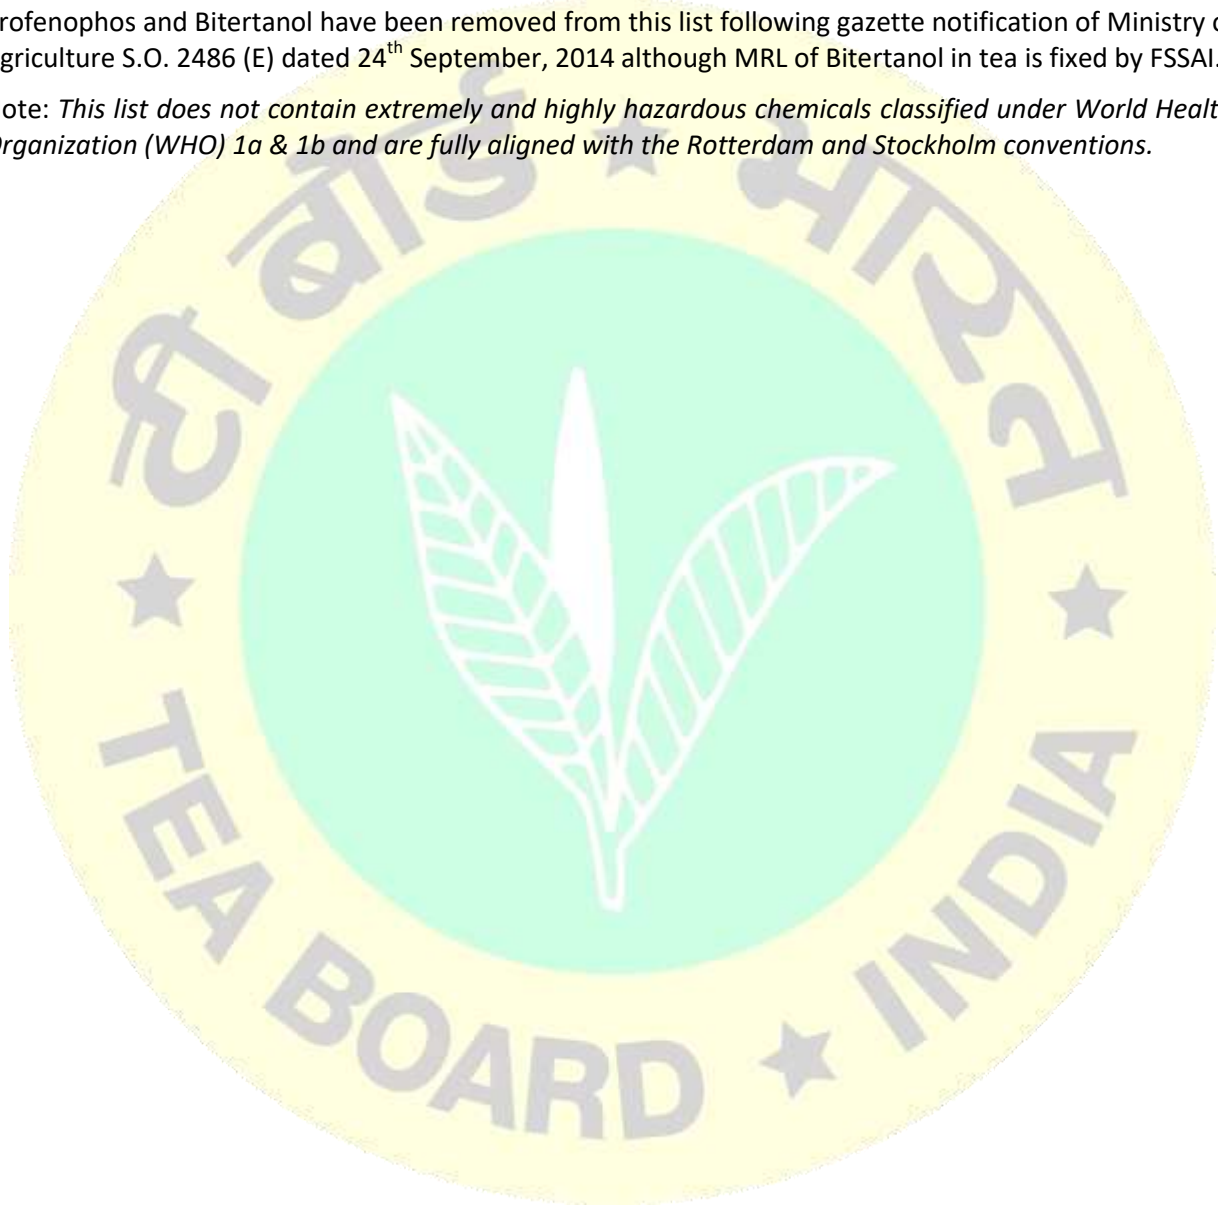 rofenophos and Bitertanol have been removed from this list following gazette notification of Ministry o
griculture S.O. 2486 (E) dated 24th September, 2014 although MRL of Bitertanol in tea is fixed by FSSAI.
ote: This list does not contain extremely and highly hazardous chemicals classified under World Healt
Organization (WHO) 1a & 1b and are fully aligned with the Rotterdam and Stockholm conventions.
टी बोर्ड ★ भारत
★ ★
TEA BOARD ★ INDIA